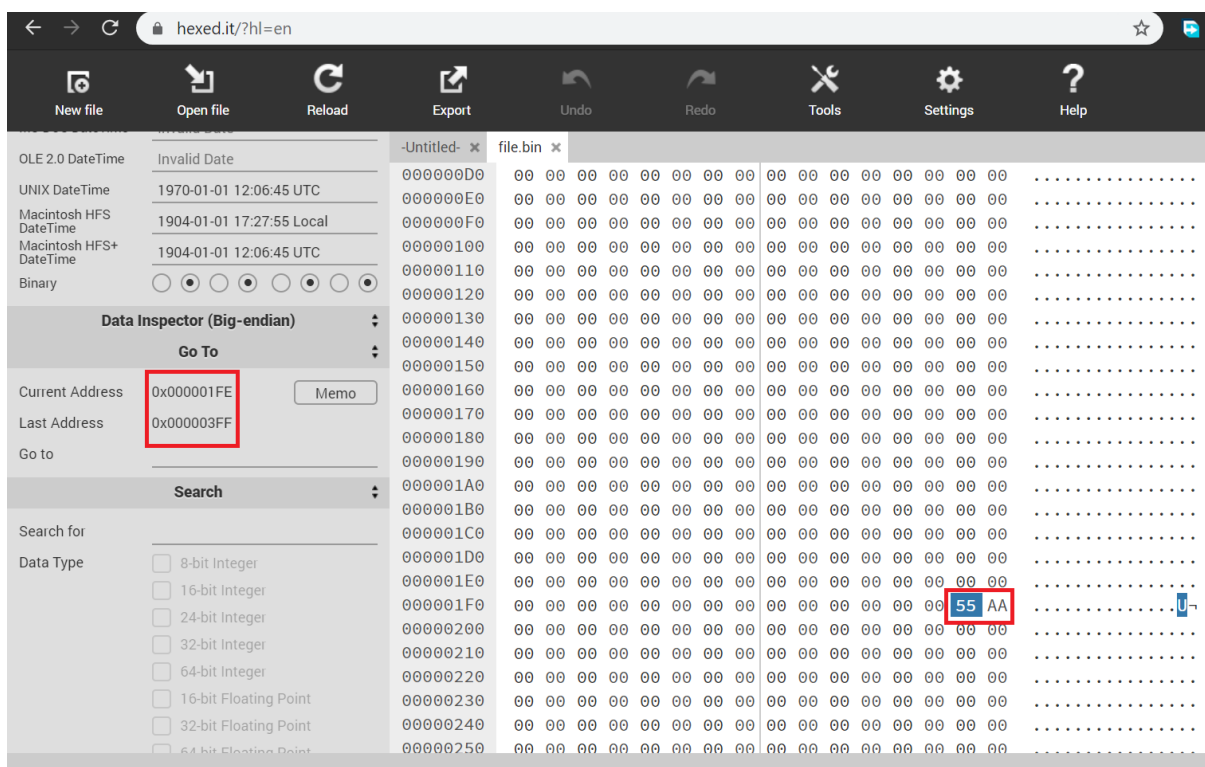 hexed.it/?hl=en
New file Open file Reload Export Undo Redo Tools Settings Help
-Untitled- × file.bin ×
OLE 2.0 DateTime Invalid Date
UNIX DateTime 1970-01-01 12:06:45 UTC
Macintosh HFS DateTime 1904-01-01 17:27:55 Local
Macintosh HFS+ DateTime 1904-01-01 12:06:45 UTC
Binary
Data Inspector (Big-endian)
Go To
Current Address 0x000001FE Memo
Last Address 0x000003FF
Go to
Search
Search for
Data Type 8-bit Integer
16-bit Integer
24-bit Integer
32-bit Integer
64-bit Integer
16-bit Floating Point
32-bit Floating Point
64-bit Floating Point
000000D0 00 00 00 00 00 00 00 00 00 00 00 00 00 00 00 00 ................
000000E0 00 00 00 00 00 00 00 00 00 00 00 00 00 00 00 00 ................
000000F0 00 00 00 00 00 00 00 00 00 00 00 00 00 00 00 00 ................
00000100 00 00 00 00 00 00 00 00 00 00 00 00 00 00 00 00 ................
00000110 00 00 00 00 00 00 00 00 00 00 00 00 00 00 00 00 ................
00000120 00 00 00 00 00 00 00 00 00 00 00 00 00 00 00 00 ................
00000130 00 00 00 00 00 00 00 00 00 00 00 00 00 00 00 00 ................
00000140 00 00 00 00 00 00 00 00 00 00 00 00 00 00 00 00 ................
00000150 00 00 00 00 00 00 00 00 00 00 00 00 00 00 00 00 ................
00000160 00 00 00 00 00 00 00 00 00 00 00 00 00 00 00 00 ................
00000170 00 00 00 00 00 00 00 00 00 00 00 00 00 00 00 00 ................
00000180 00 00 00 00 00 00 00 00 00 00 00 00 00 00 00 00 ................
00000190 00 00 00 00 00 00 00 00 00 00 00 00 00 00 00 00 ................
000001A0 00 00 00 00 00 00 00 00 00 00 00 00 00 00 00 00 ................
000001B0 00 00 00 00 00 00 00 00 00 00 00 00 00 00 00 00 ................
000001C0 00 00 00 00 00 00 00 00 00 00 00 00 00 00 00 00 ................
000001D0 00 00 00 00 00 00 00 00 00 00 00 00 00 00 00 00 ................
000001E0 00 00 00 00 00 00 00 00 00 00 00 00 00 00 00 00 ................
000001F0 00 00 00 00 00 00 00 00 00 00 00 00 00 00 55 AA ..............U¬
00000200 00 00 00 00 00 00 00 00 00 00 00 00 00 00 00 00 ................
00000210 00 00 00 00 00 00 00 00 00 00 00 00 00 00 00 00 ................
00000220 00 00 00 00 00 00 00 00 00 00 00 00 00 00 00 00 ................
00000230 00 00 00 00 00 00 00 00 00 00 00 00 00 00 00 00 ................
00000240 00 00 00 00 00 00 00 00 00 00 00 00 00 00 00 00 ................
00000250 00 00 00 00 00 00 00 00 00 00 00 00 00 00 00 00 ................